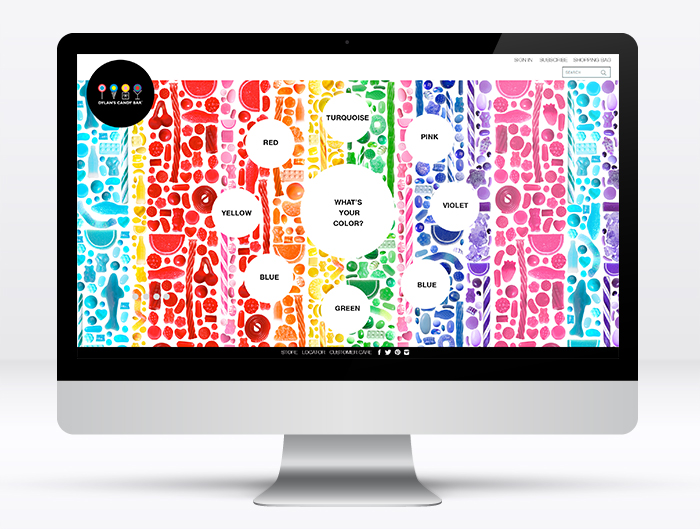 SIGN IN SUBSCRIBE SHOPPING BAG
SEARCH
DYLAN'S CANDY BAR
TURQUOISE
RED
PINK
YELLOW
WHAT'S
YOUR
COLOR?
VIOLET
BLUE
BLUE
GREEN
STORE LOCATOR CUSTOMER CARE